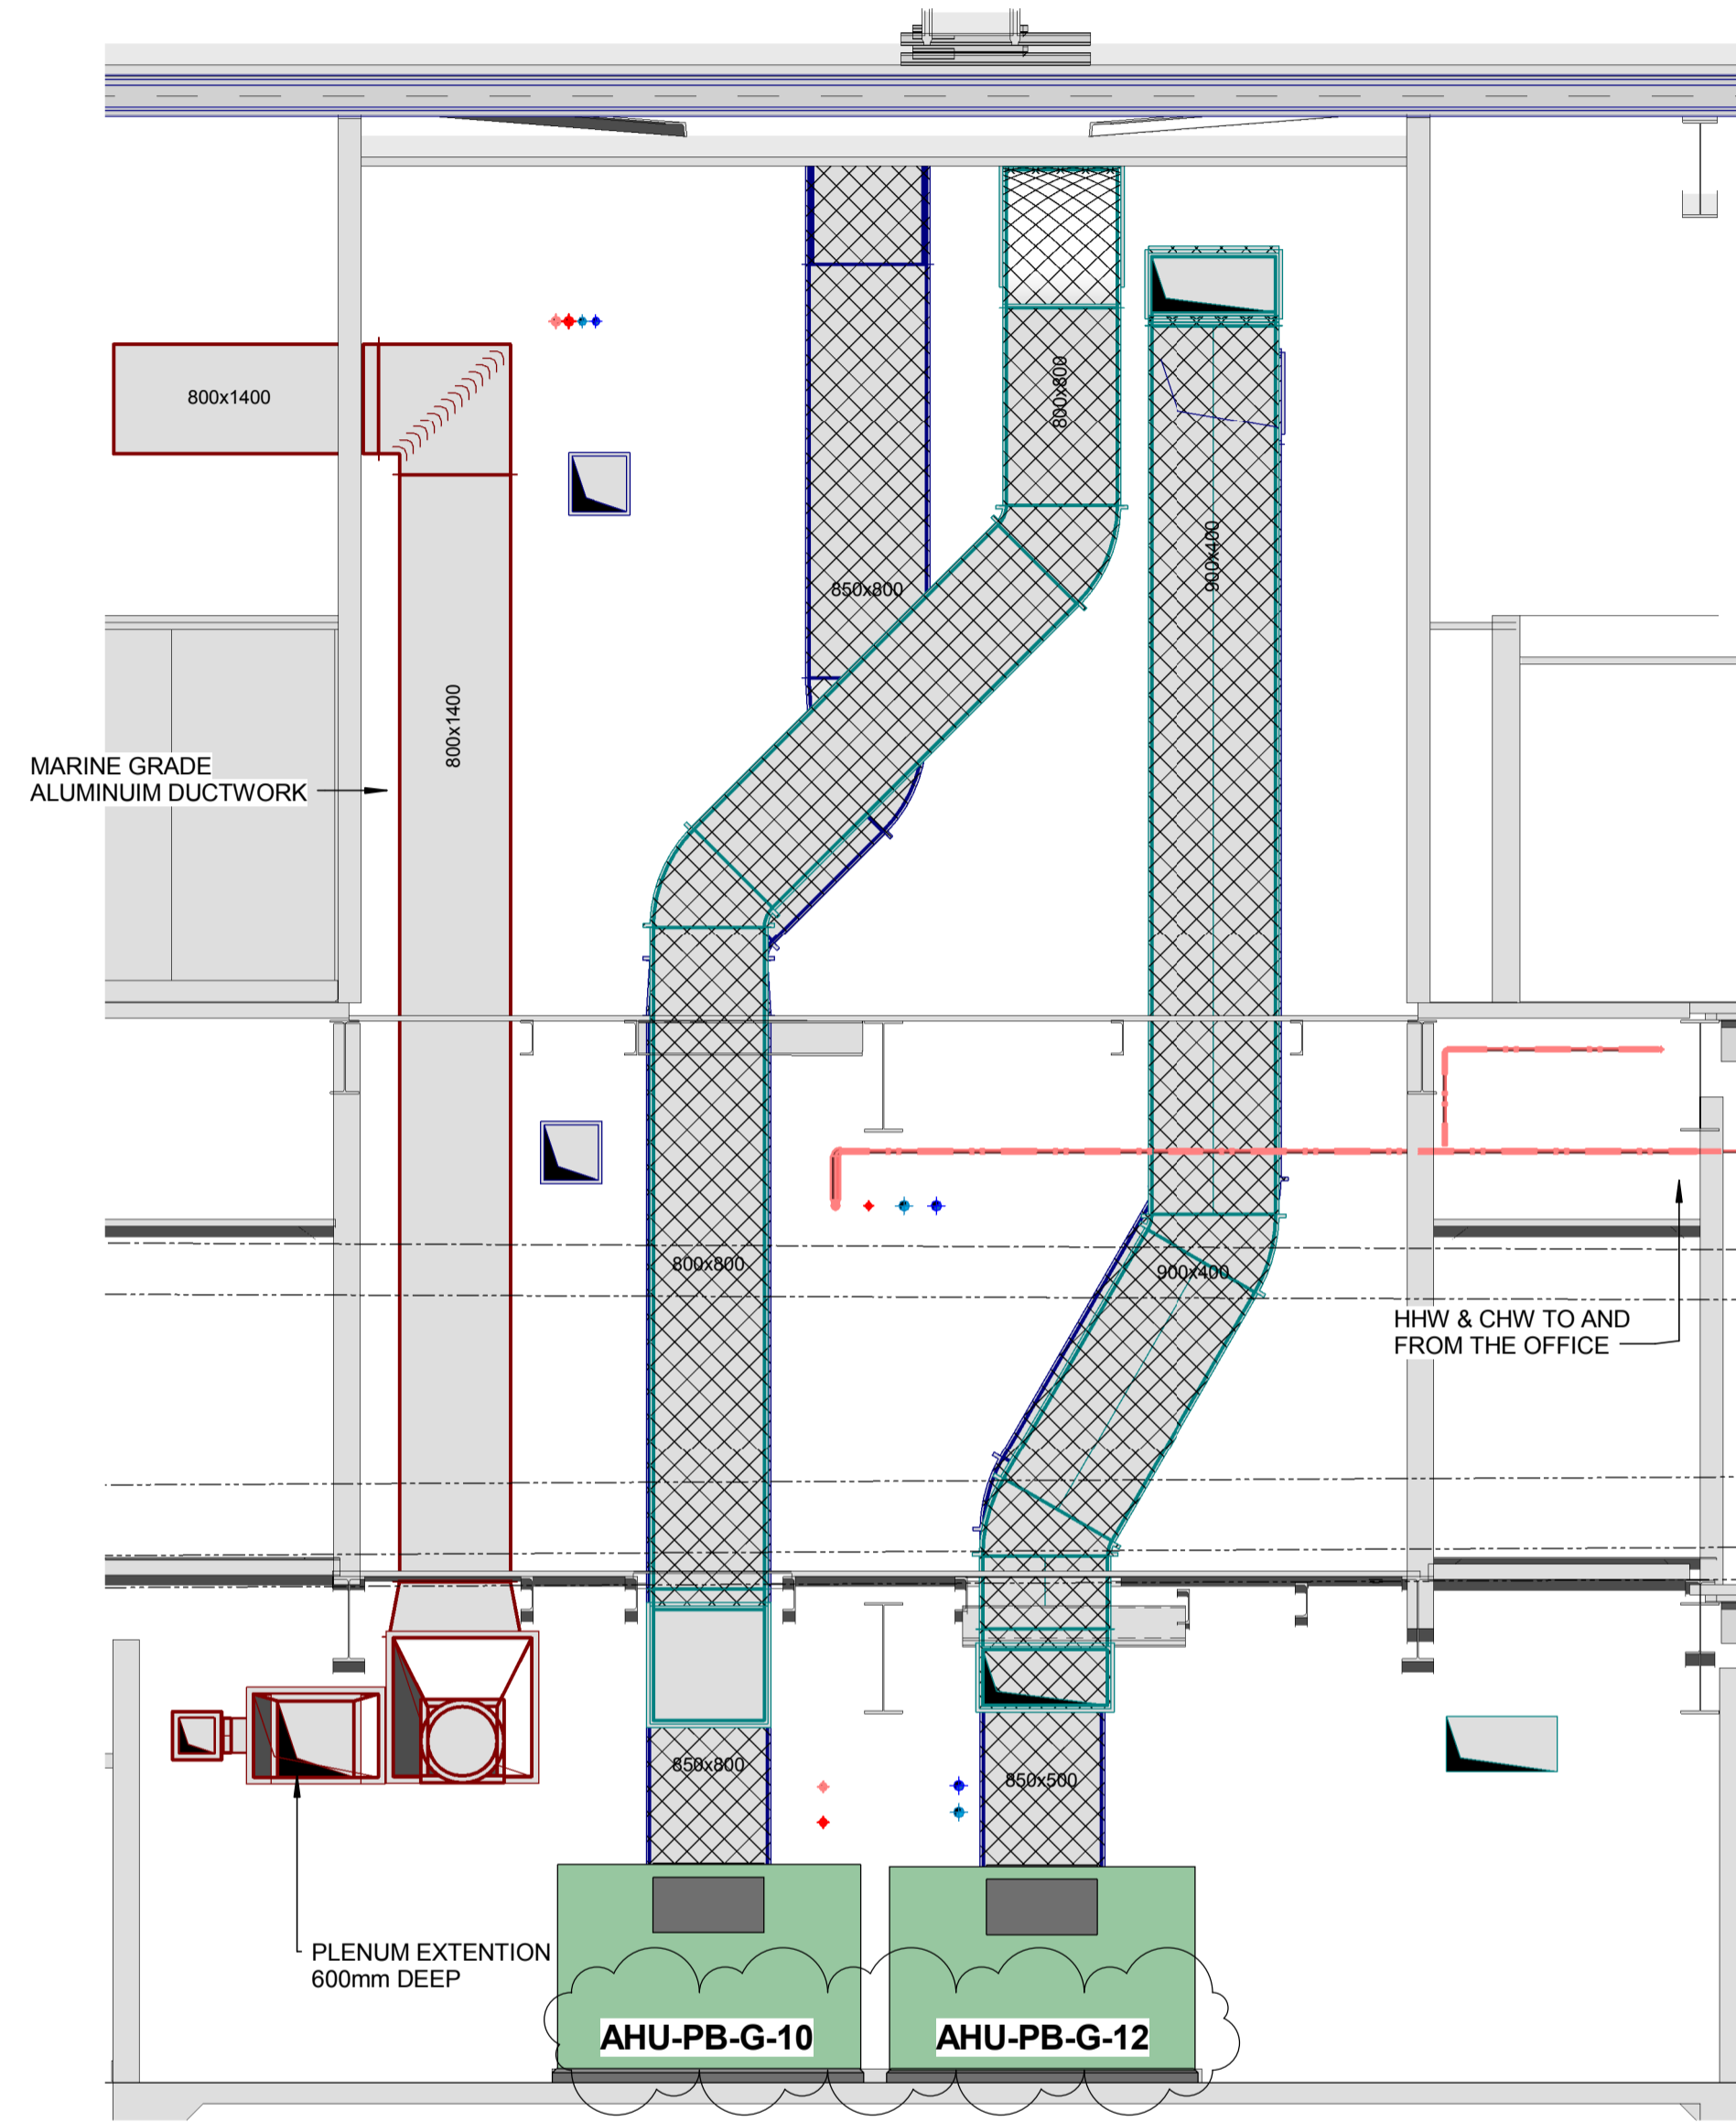 800x800
800x1400
900x400
850x800
800x1400
MARINE GRADE
ALUMINUIM DUCTWORK
800x800
900x400
HHW & CHW TO AND
FROM THE OFFICE
850x800
850x500
PLENUM EXTENTION
600mm DEEP
AHU-PB-G-10
AHU-PB-G-12